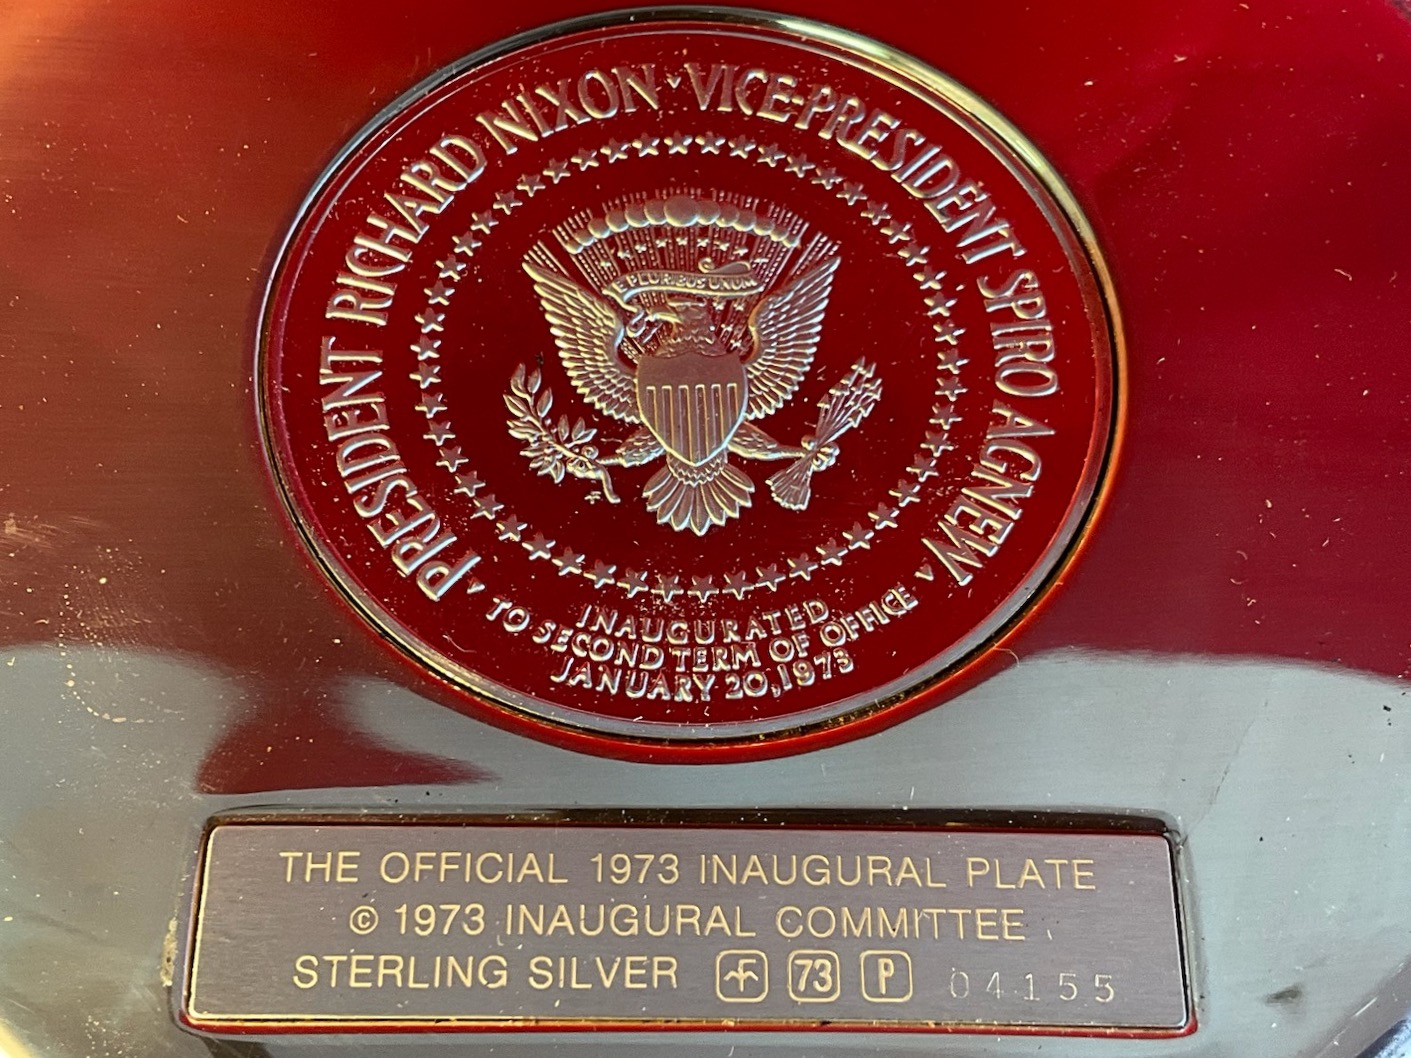 PRESIDENT RICHARD NIXON VICE-PRESIDENT SPIRO AGNEW
E PLURIBUS UNUM
INAUGURATED
TO SECOND TERM OF OFFICE
JANUARY 20, 1973
THE OFFICIAL 1973 INAUGURAL PLATE
© 1973 INAUGURAL COMMITTEE
STERLING SILVER 73 P 04155